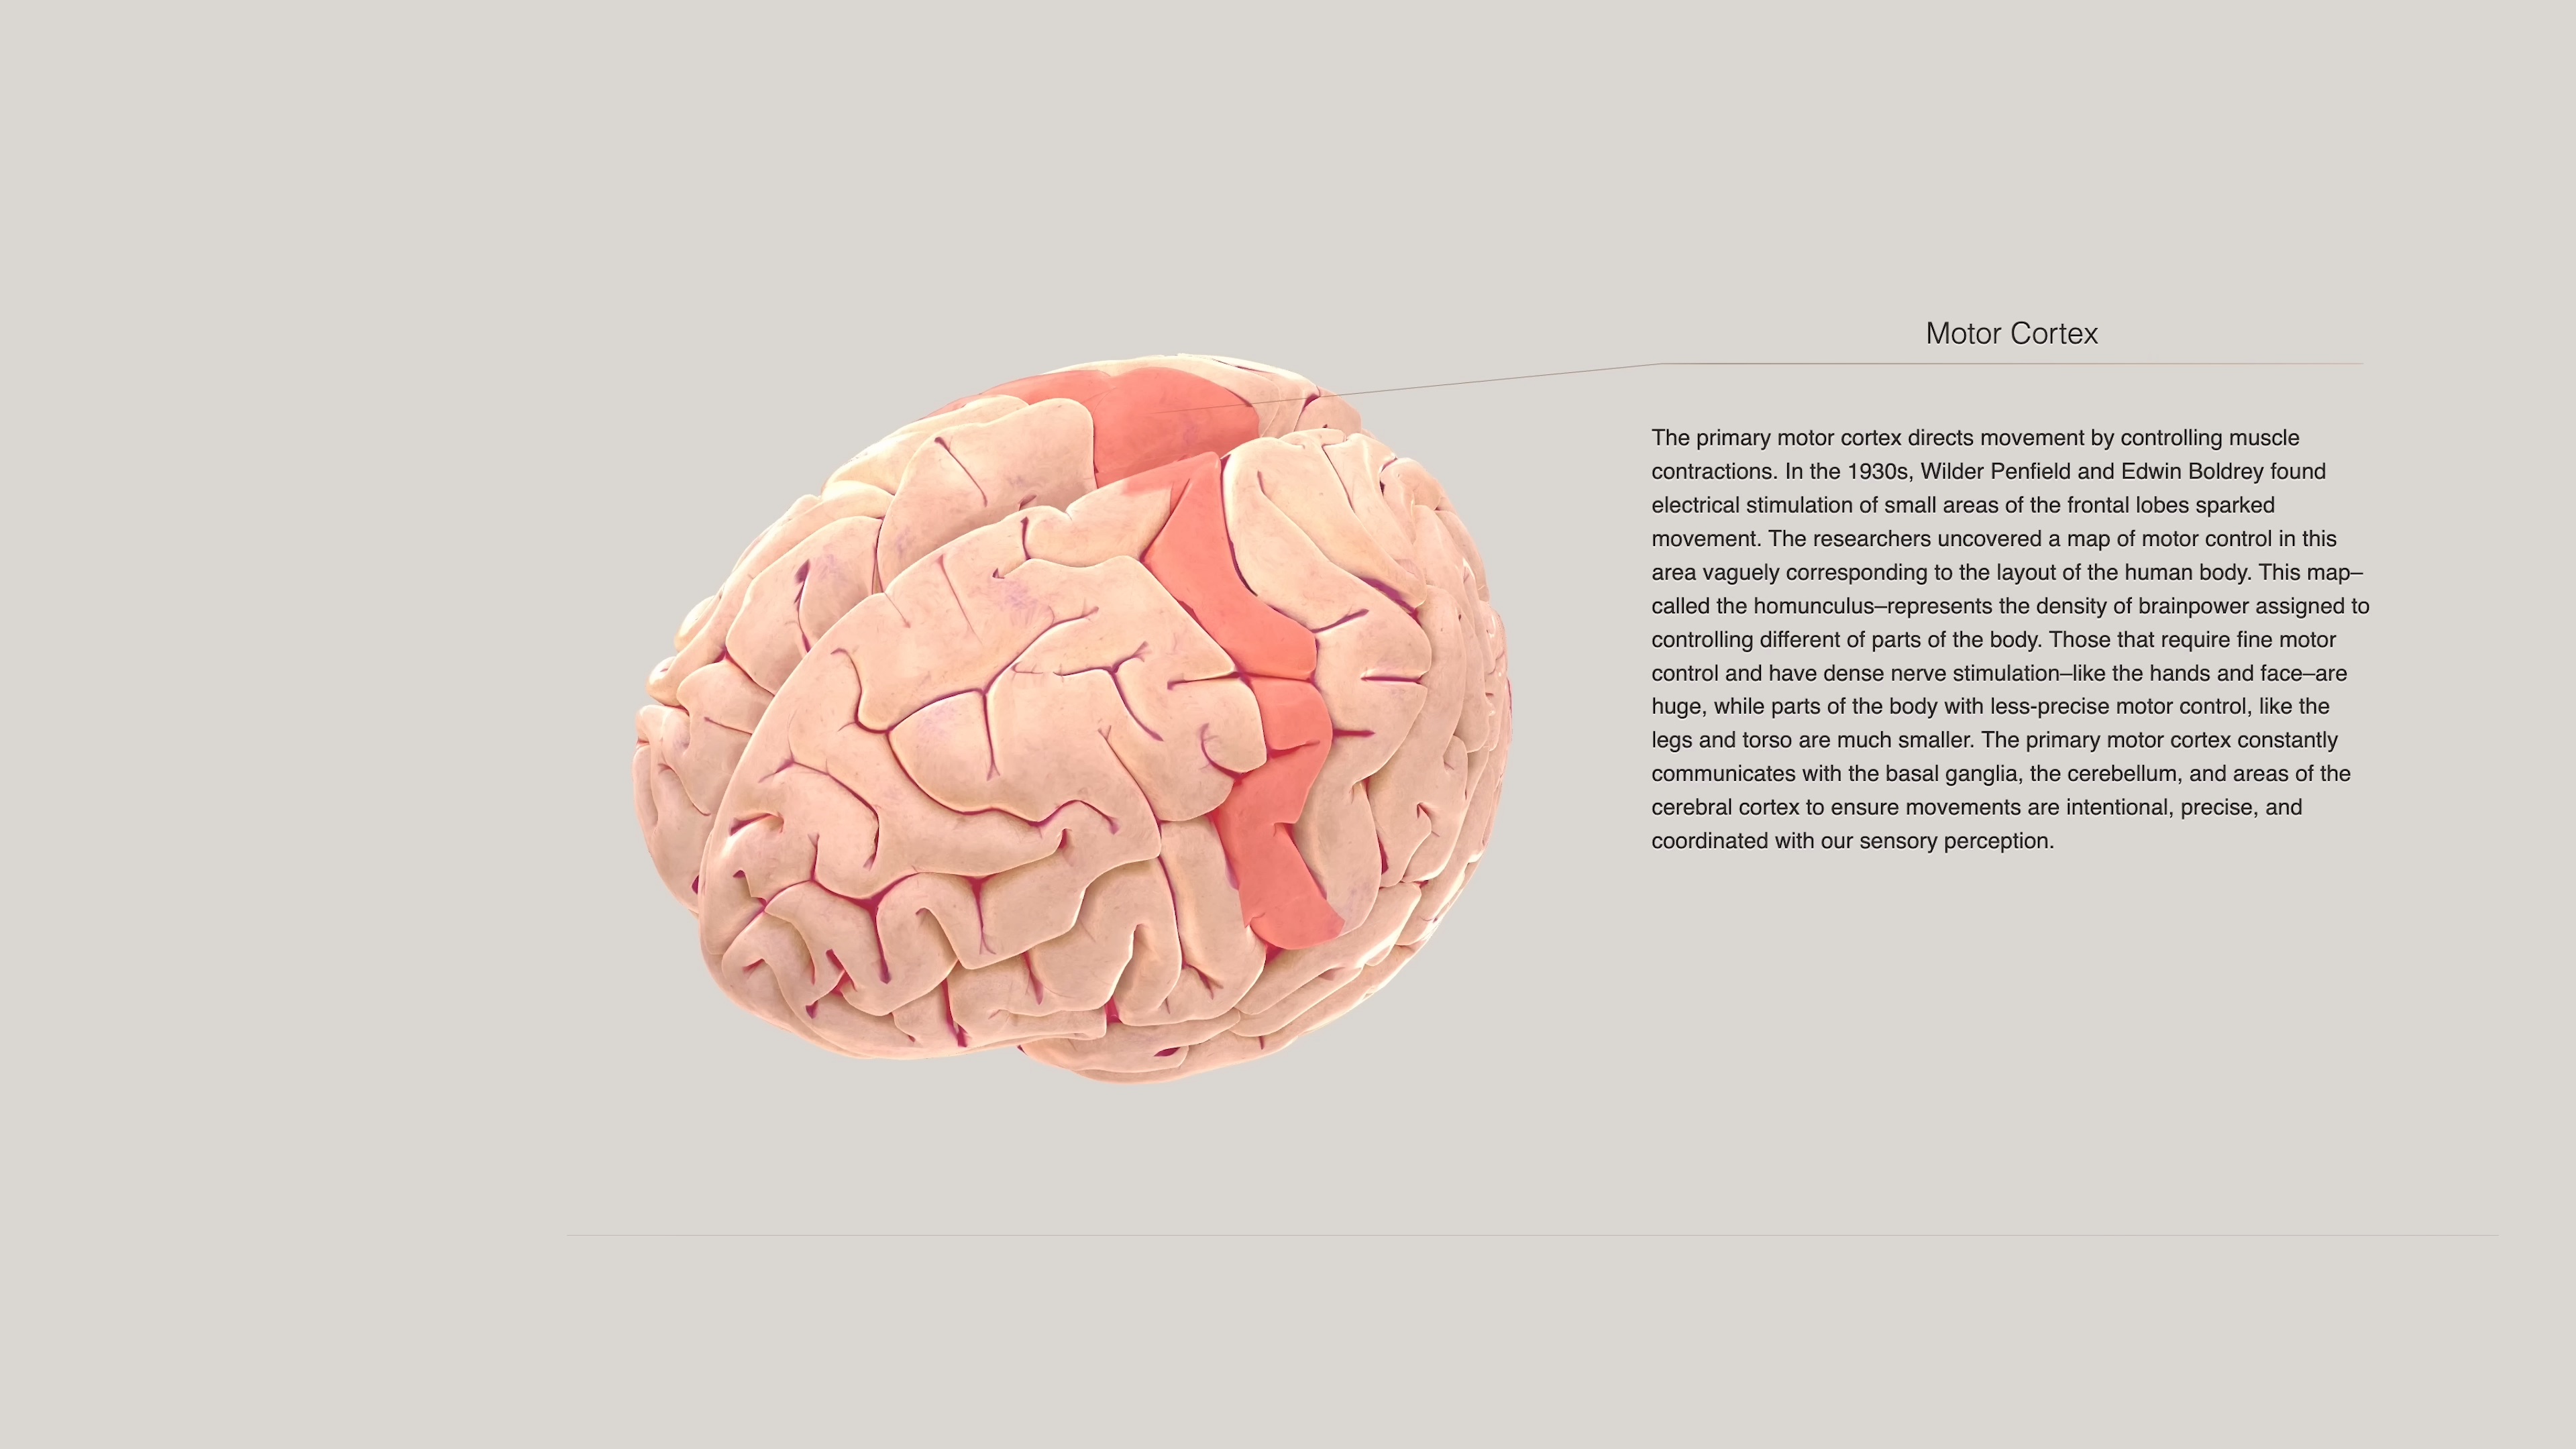 Motor Cortex
The primary motor cortex directs movement by controlling muscle
contractions. In the 1930s, Wilder Penfield and Edwin Boldrey found
electrical stimulation of small areas of the frontal lobes sparked
movement. The researchers uncovered a map of motor control in this
area vaguely corresponding to the layout of the human body. This map–
called the homunculus–represents the density of brainpower assigned to
controlling different of parts of the body. Those that require fine motor
control and have dense nerve stimulation–like the hands and face–are
huge, while parts of the body with less-precise motor control, like the
legs and torso are much smaller. The primary motor cortex constantly
communicates with the basal ganglia, the cerebellum, and areas of the
cerebral cortex to ensure movements are intentional, precise, and
coordinated with our sensory perception.